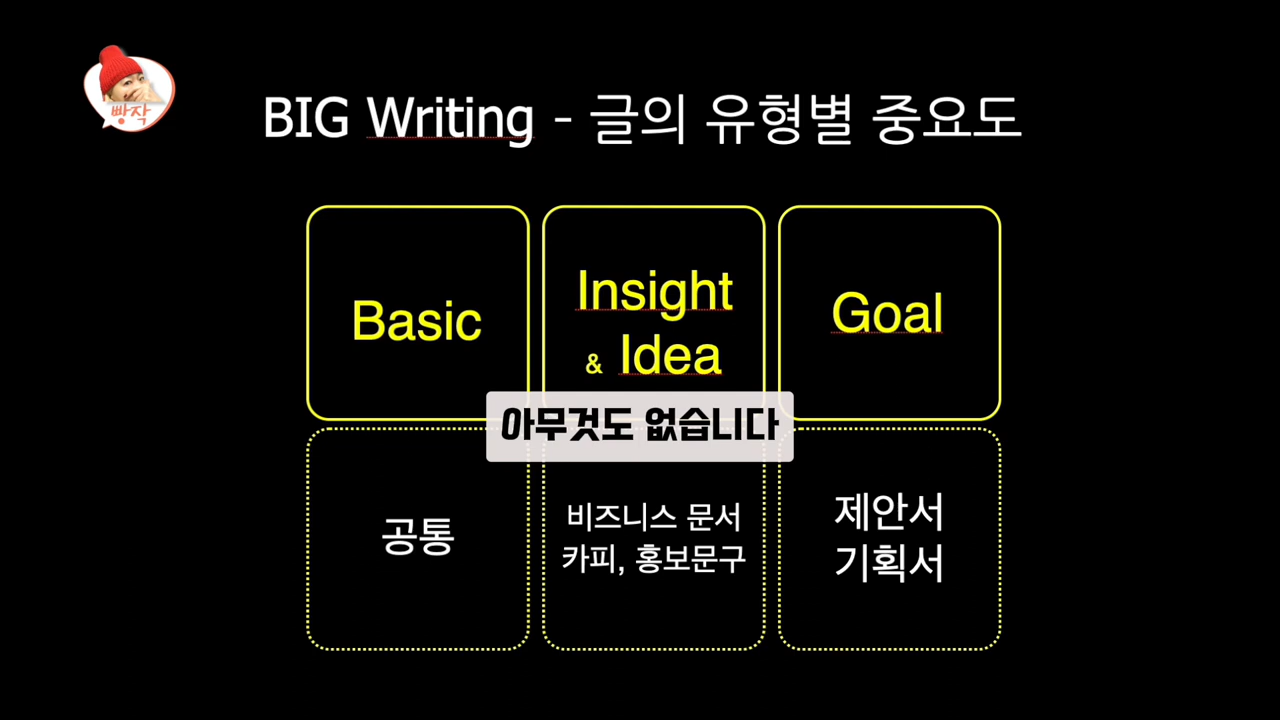 빵작
BIG Writing - 글의 유형별 중요도
Basic
Insight
& Idea
Goal
아무것도 없습니다
공통
비즈니스 문서
카피, 홍보문구
제안서
기획서